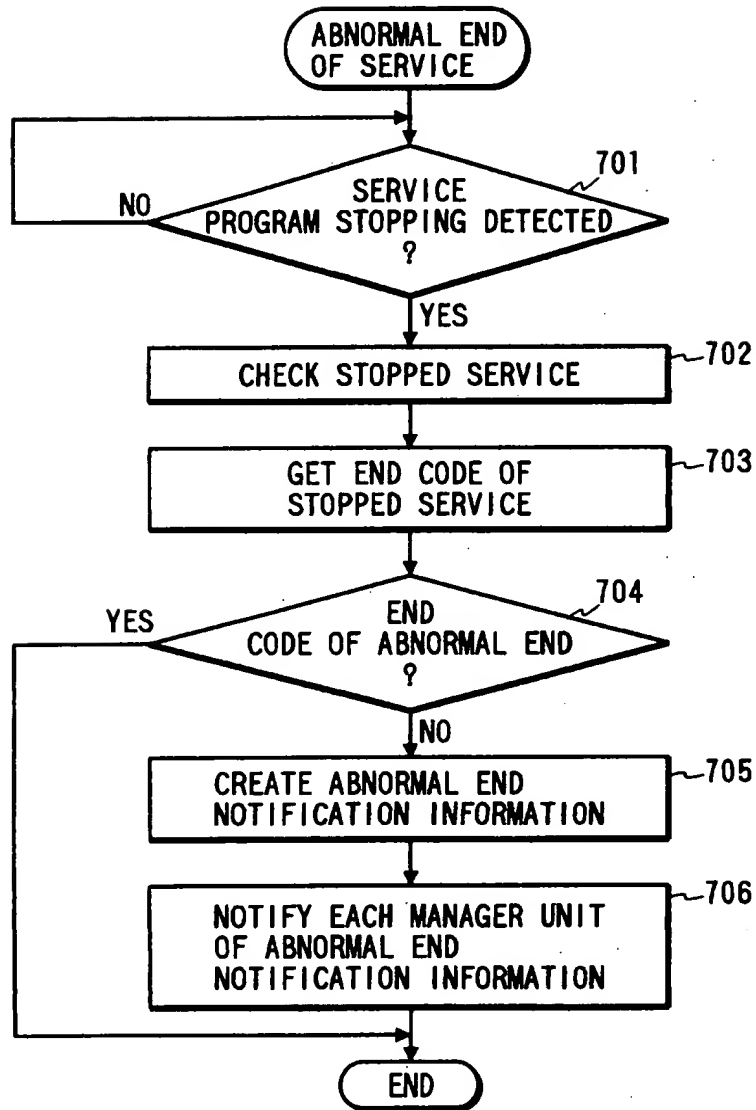 ABNORMAL END
OF SERVICE
701
SERVICE
PROGRAM STOPPING DETECTED
?
NO
YES
702
CHECK STOPPED SERVICE
703
GET END CODE OF
STOPPED SERVICE
704
YES
END
CODE OF ABNORMAL END
?
NO
705
CREATE ABNORMAL END
NOTIFICATION INFORMATION
706
NOTIFY EACH MANAGER UNIT
OF ABNORMAL END
NOTIFICATION INFORMATION
END